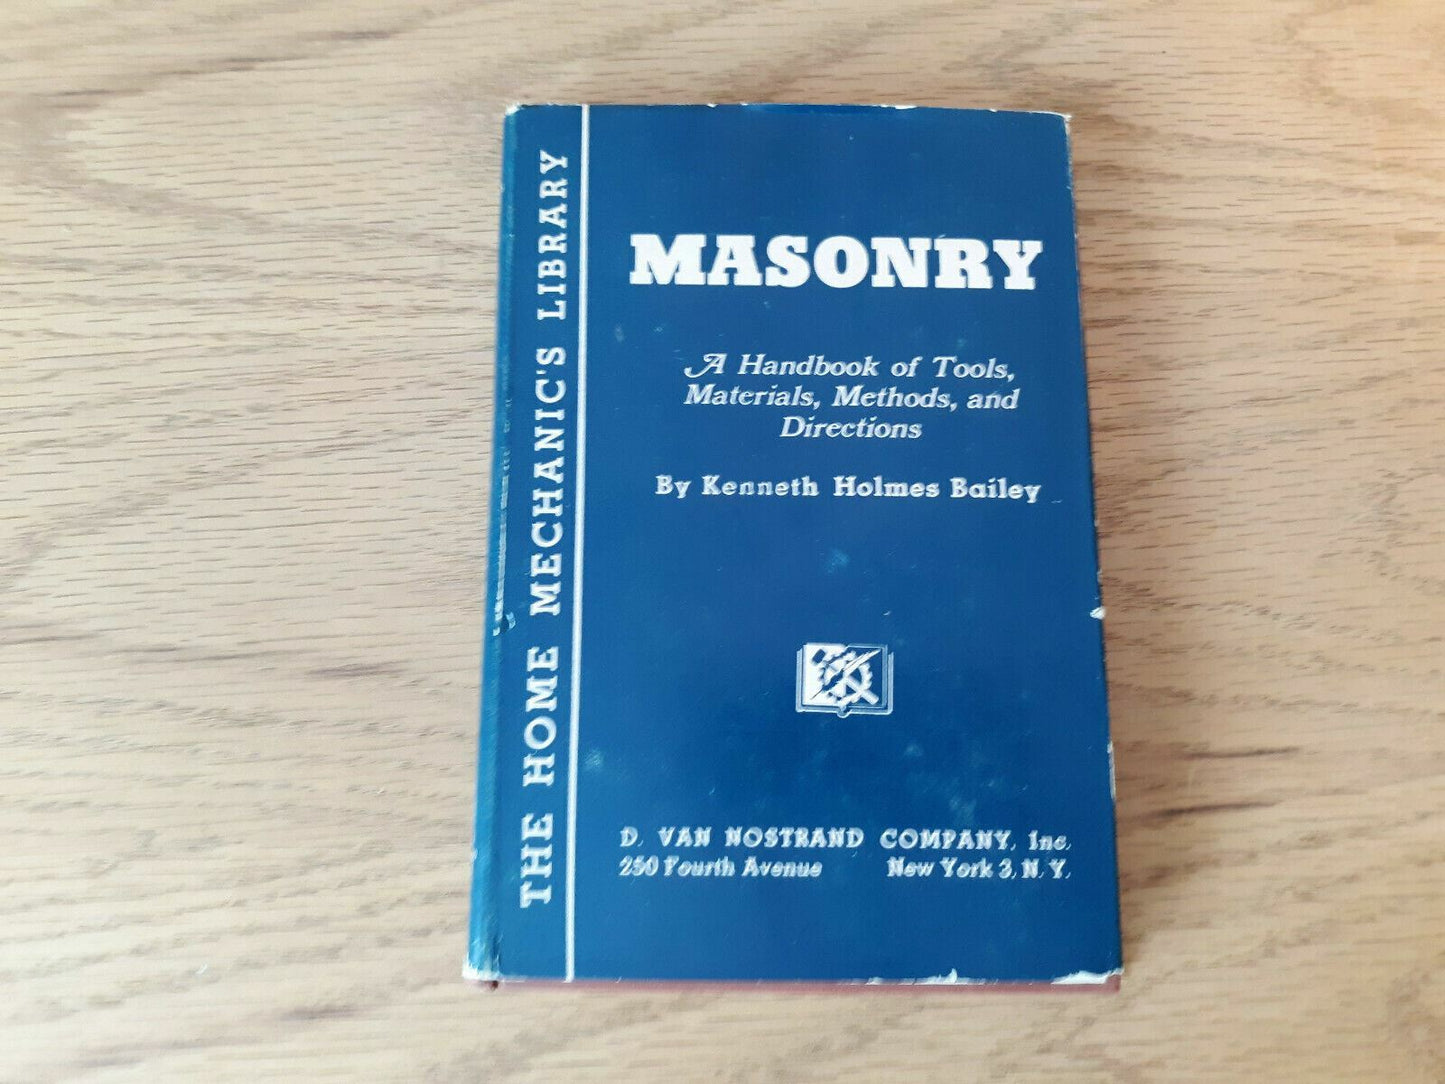 THE HOME MECHANIC'S LIBRARY
MASONRY
A Handbook of Tools,
Materials, Methods, and
Directions
By Kenneth Holmes Bailey
D. VAN NOSTRAND COMPANY, Inc.
250 Fourth Avenue New York 3, N. Y.